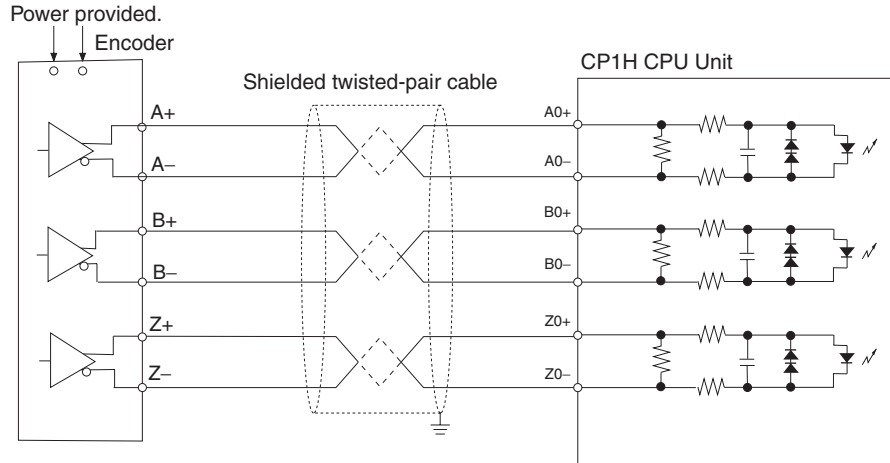 Power provided.
Encoder
Shielded twisted-pair cable
CP1H CPU Unit
A+
A0+
A−
A0−
B+
B0+
B−
B0−
Z+
Z0+
Z−
Z0−